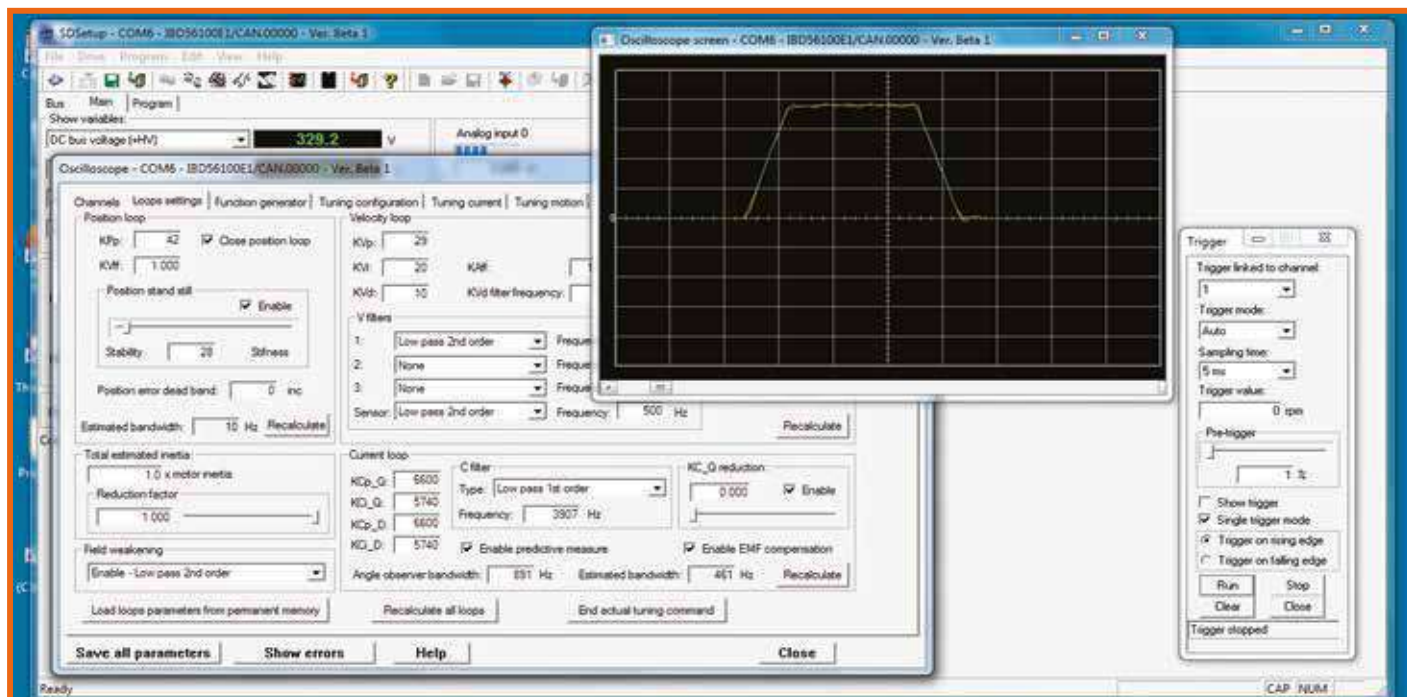 SDSetup - COM6 - IBD56100E1/CAN.00000 - Ver. Beta 1
File Drive Program Edit View Help
Bus Main Program
Show variables:
DC bus voltage (+HV) 329.2 V
Analog input 0
Oscilloscope screen - COM6 - IBD56100E1/CAN.00000 - Ver. Beta 1
0
Oscilloscope - COM6 - IBD56100E1/CAN.00000 - Ver. Beta 1
Channels Loops settings Function generator Tuning configuration Tuning current Tuning motion
Position loop
KPp: 42 Close position loop
KVff: 1.000
Position stand still
Enable
Stability 28 Stifness
Position error dead band: 0 inc
Estimated bandwidth: 10 Hz Recalculate
Velocity loop
KVp: 29
KVi: 20 KAff:
KVd: 10 KVd filter frequency:
V filters
1: Low pass 2nd order Freque
2: None Freque
3: None Freque
Sensor: Low pass 2nd order Frequency: 500 Hz
Recalculate
Total estimated inertia:
1.0 x motor inertia
Reduction factor
1.000
Field weakening
Enable - Low pass 2nd order
Current loop
KCp_Q: 6600
KCi_Q: 5740
KCp_D: 6600
KCi_D: 5740
C filter
Type: Low pass 1st order
Frequency: 3907 Hz
KC_Q reduction
0.000 Enable
Enable predictive measure Enable EMF compensation
Angle observer bandwidth: 891 Hz Estimated bandwidth: 461 Hz Recalculate
Load loops parameters from permanent memory Recalculate all loops End actual tuning command
Save all parameters Show errors Help Close
Trigger
Trigger linked to channel:
1
Trigger mode:
Auto
Sampling time:
5 ms
Trigger value:
0 rpm
Pre-trigger
1 %
Show trigger
Single trigger mode
Trigger on rising edge
Trigger on falling edge
Run Stop
Clear Close
Trigger stopped
Ready
CAP NUM